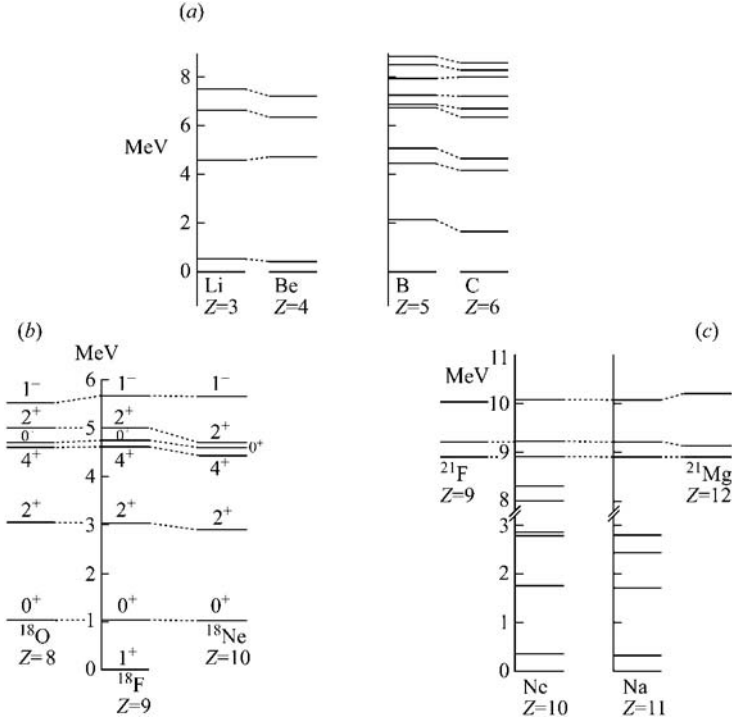 (a)
MeV
8
6
4
2
0
Li
Z=3
Be
Z=4
B
Z=5
C
Z=6
(b)
MeV
6
5
4
3
2
1
0
1⁻ 1⁻ 1⁻
2⁺ 2⁺ 2⁺
0⁺
4⁺ 4⁺ 4⁺
2⁺ 2⁺ 2⁺
0⁺ 0⁺ 0⁺
¹⁸O
Z=8
¹⁸Ne
Z=10
1⁺
¹⁸F
Z=9
(c)
MeV
11
10
9
8
3
2
1
0
²¹F
Z=9
²¹Mg
Z=12
Nc
Z=10
Na
Z=11